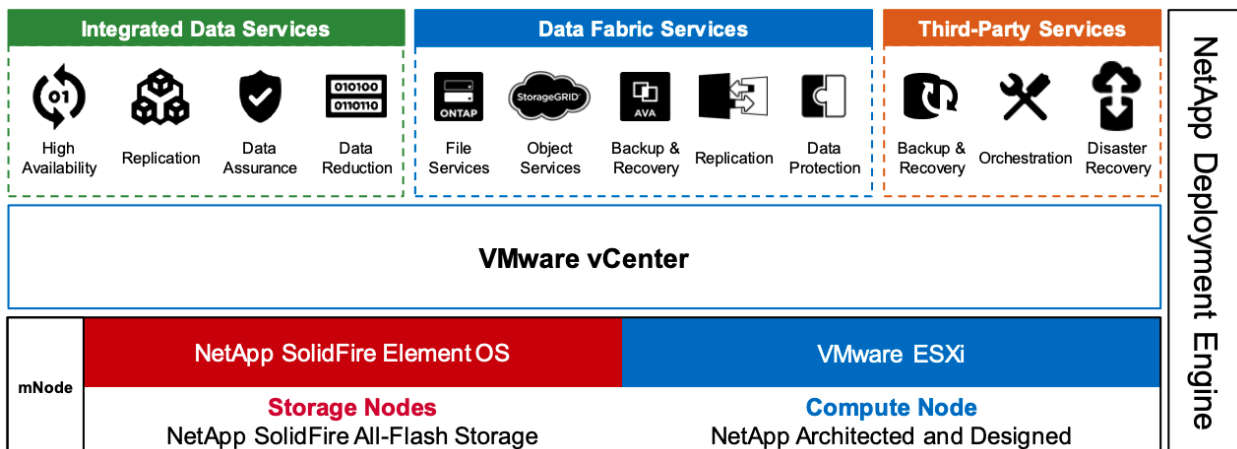 Integrated Data Services
Data Fabric Services
Third-Party Services
01
010100
0110110
ONTAP
StorageGRID
AVA
High
Availability
Replication
Data
Assurance
Data
Reduction
File
Services
Object
Services
Backup &
Recovery
Replication
Data
Protection
Backup &
Recovery
Orchestration
Disaster
Recovery
VMware vCenter
mNode
NetApp SolidFire Element OS
VMware ESXi
Storage Nodes
NetApp SolidFire All-Flash Storage
Compute Node
NetApp Architected and Designed
NetApp Deployment Engine